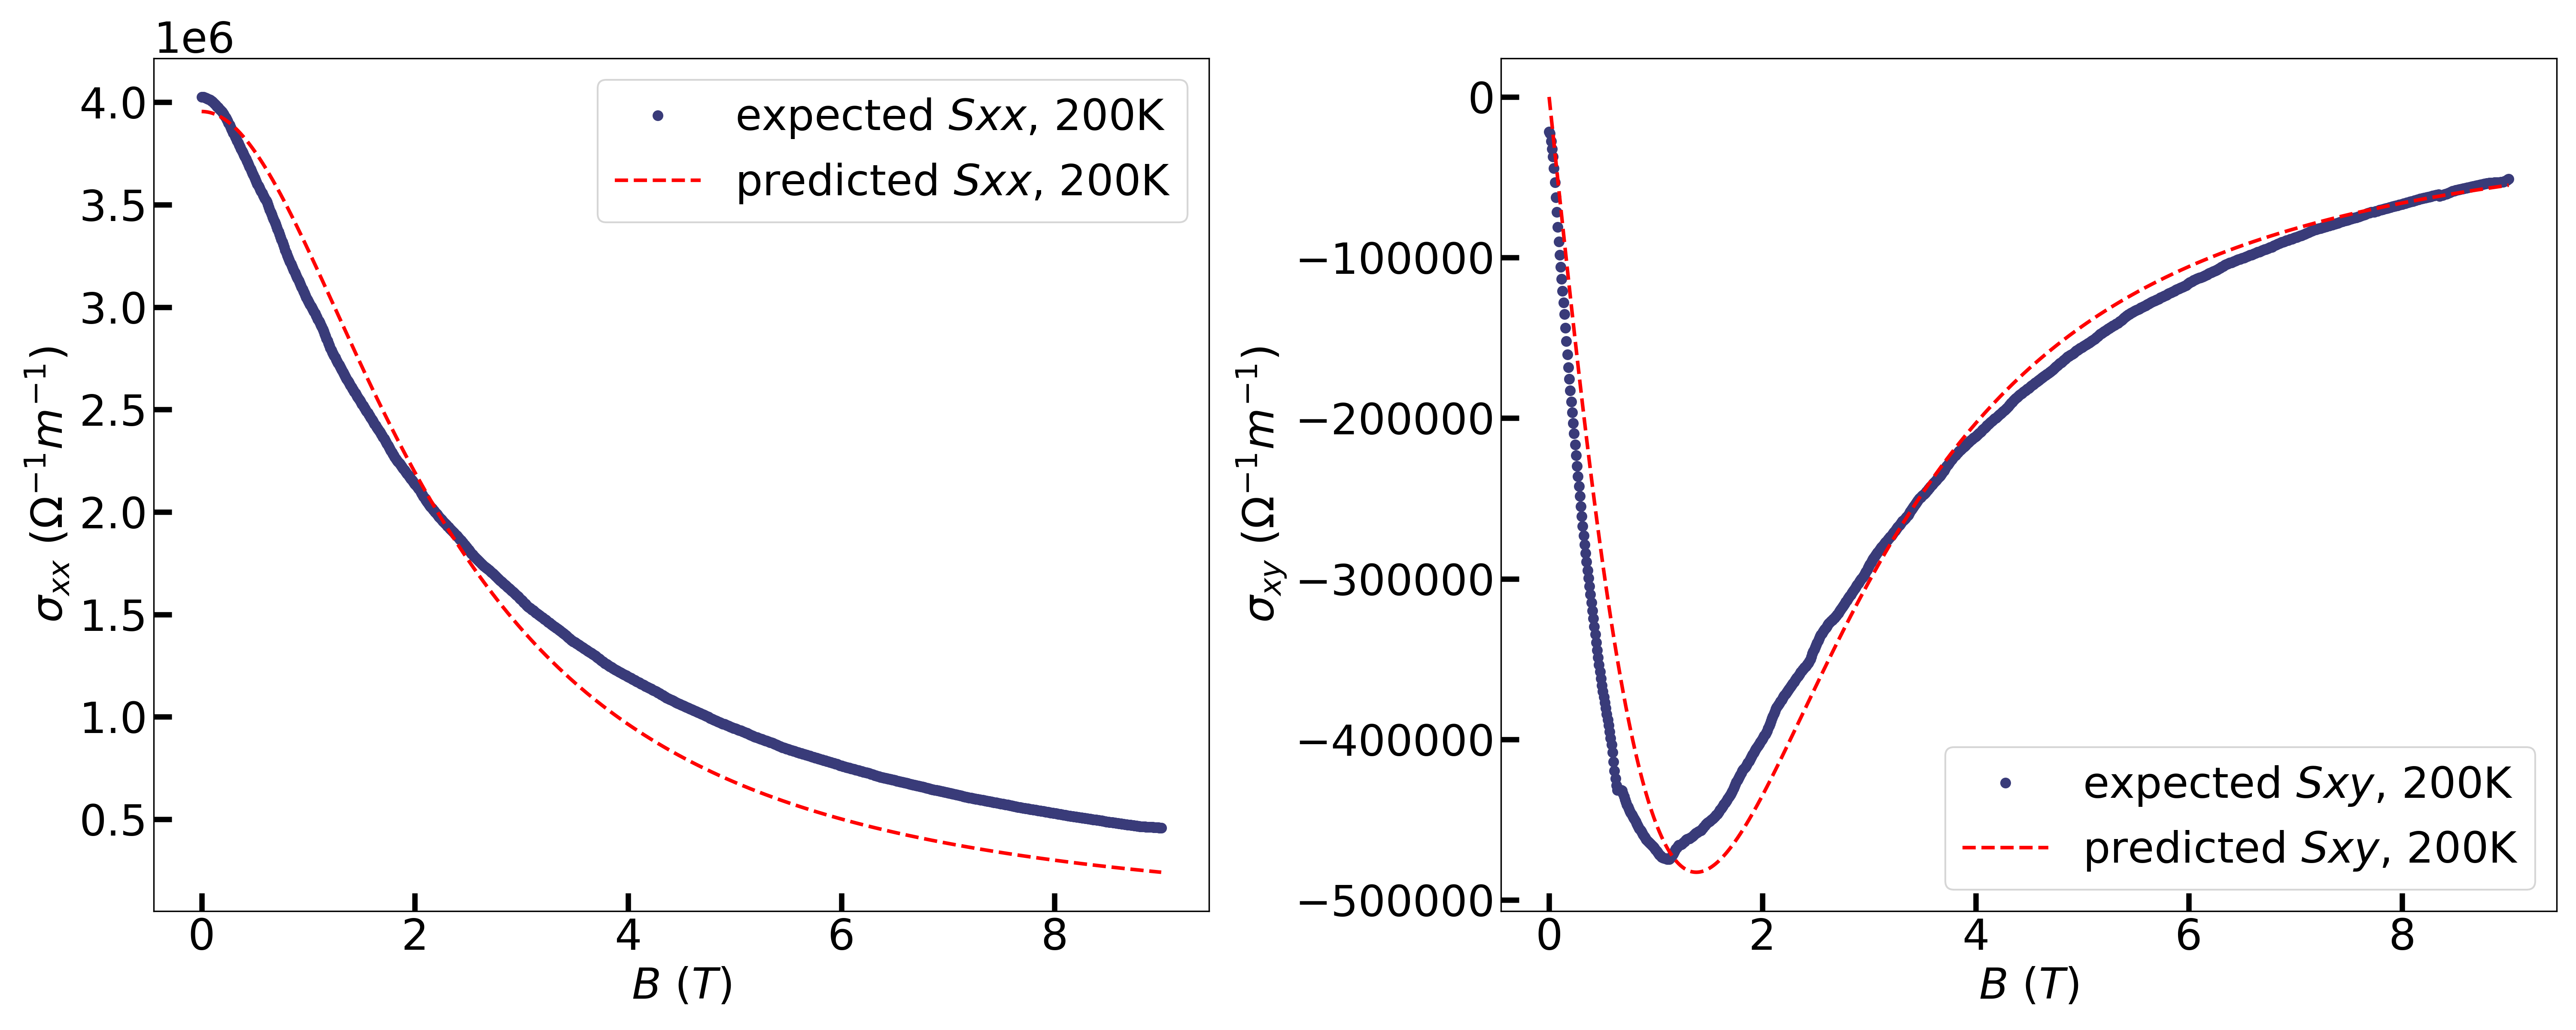 1e6
4.0
3.5
3.0
2.5
2.0
1.5
1.0
0.5
0 2 4 6 8
B (T)
σxx (Ω⁻¹m⁻¹)
expected Sxx, 200K
predicted Sxx, 200K
0
−100000
−200000
−300000
−400000
−500000
0 2 4 6 8
B (T)
σxy (Ω⁻¹m⁻¹)
expected Sxy, 200K
predicted Sxy, 200K